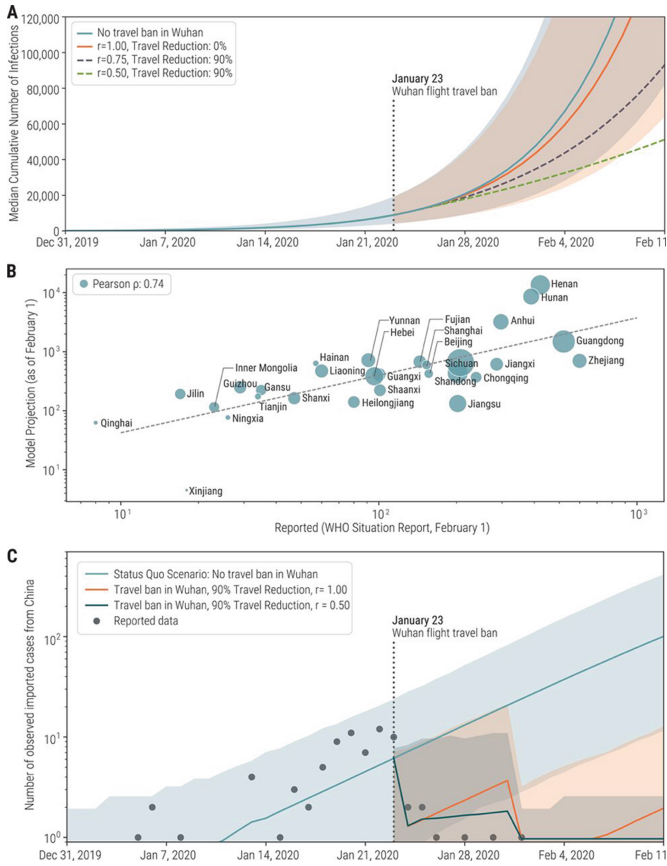 A
Median Cumulative Number of Infections
120,000
100,000
80,000
60,000
40,000
20,000
0
No travel ban in Wuhan
r=1.00, Travel Reduction: 0%
r=0.75, Travel Reduction: 90%
r=0.50, Travel Reduction: 90%
January 23
Wuhan flight travel ban
Dec 31, 2019
Jan 7, 2020
Jan 14, 2020
Jan 21, 2020
Jan 28, 2020
Feb 4, 2020
Feb 11
B
Model Projection (as of February 1)
10⁴
10³
10²
10¹
Pearson ρ: 0.74
Henan
Hunan
Anhui
Guangdong
Zhejiang
Yunnan
Hebei
Fujian
Shanghai
Beijing
Hainan
Liaoning
Sichuan
Jiangxi
Inner Mongolia
Guizhou
Gansu
Guangxi
Shandong
Chongqing
Jilin
Shanxi
Shaanxi
Tianjin
Heilongjiang
Jiangsu
Qinghai
Ningxia
Xinjiang
10¹
10²
10³
Reported (WHO Situation Report, February 1)
C
Number of observed imported cases from China
10²
10¹
10⁰
Status Quo Scenario: No travel ban in Wuhan
Travel ban in Wuhan, 90% Travel Reduction, r= 1.00
Travel ban in Wuhan, 90% Travel Reduction, r = 0.50
Reported data
January 23
Wuhan flight travel ban
Dec 31, 2019
Jan 7, 2020
Jan 14, 2020
Jan 21, 2020
Jan 28, 2020
Feb 4, 2020
Feb 11